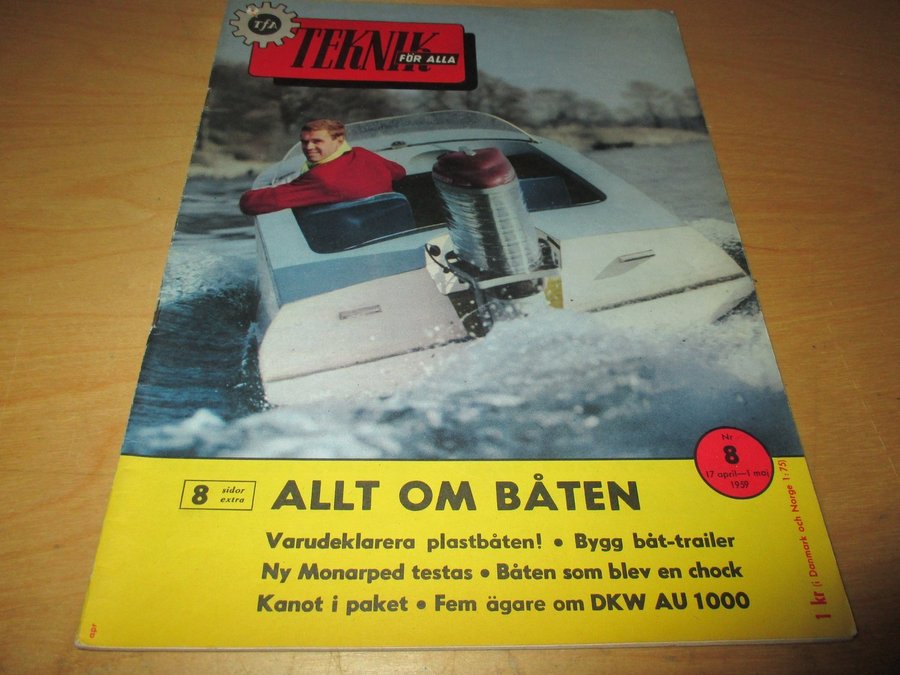 TfA
TEKNIK
FÖR ALLA
Nr
8
17 april—1 maj
1959
8 sidor
extra
ALLT OM BÅTEN
Varudeklarera plastbåten! • Bygg båt-trailer
Ny Monarped testas • Båten som blev en chock
Kanot i paket • Fem ägare om DKW AU 1000
1 kr (i Danmark och Norge 1:75)
apr